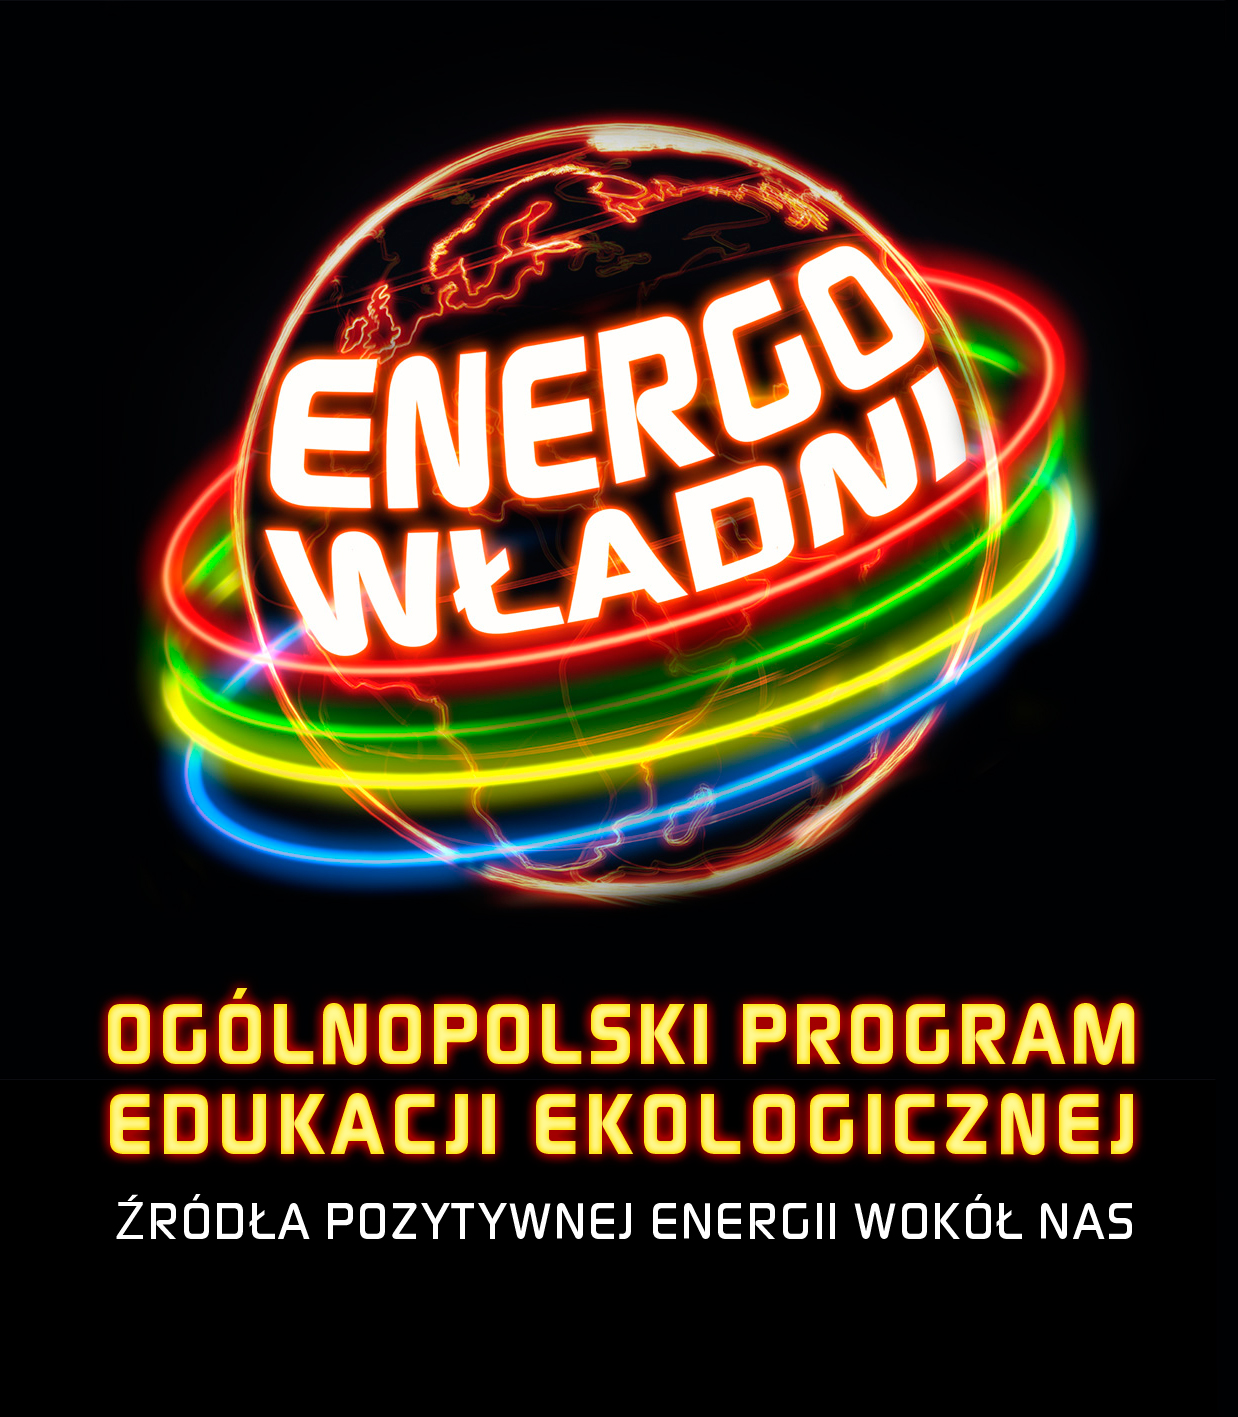 ENERGO
WŁADNI
OGÓLNOPOLSKI PROGRAM
EDUKACJI EKOLOGICZNEJ
ŹRÓDŁA POZYTYWNEJ ENERGII WOKÓŁ NAS